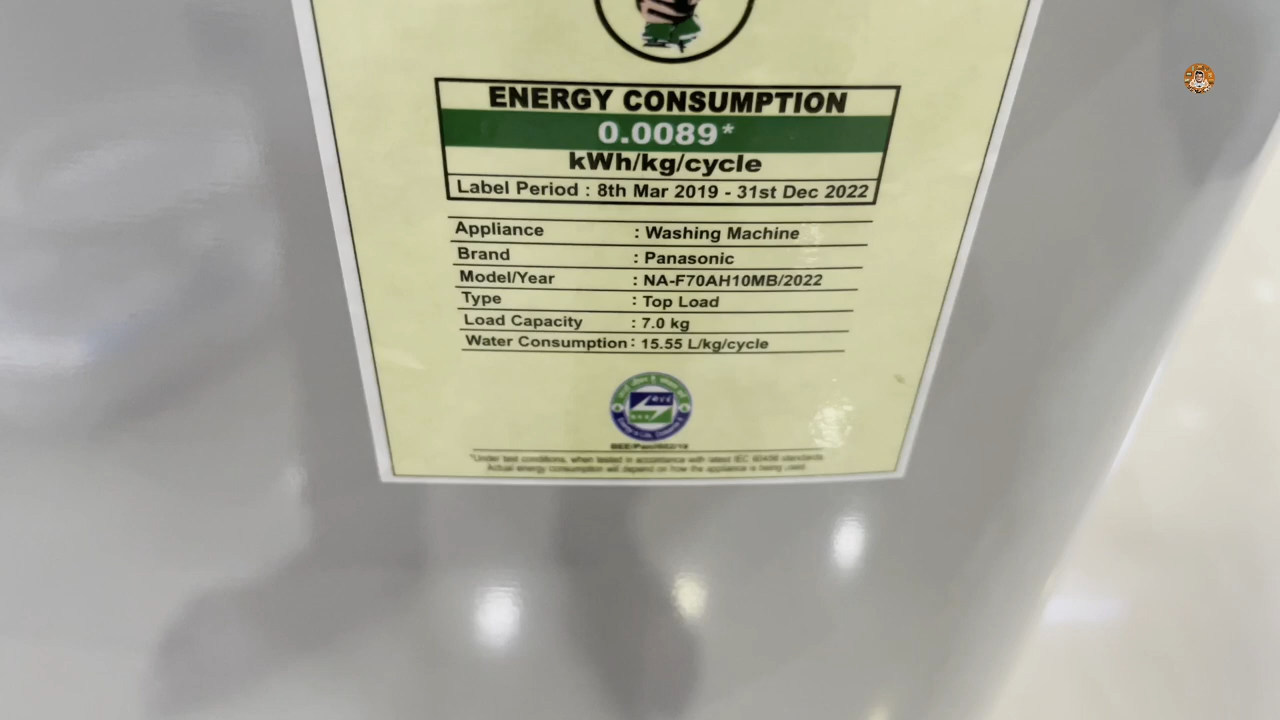 ENERGY CONSUMPTION
0.0089*
kWh/kg/cycle
Label Period : 8th Mar 2019 - 31st Dec 2022
Appliance : Washing Machine
Brand : Panasonic
Model/Year : NA-F70AH10MB/2022
Type : Top Load
Load Capacity : 7.0 kg
Water Consumption : 15.55 L/kg/cycle
*Under test conditions, when tested in accordance with latest IEC 60456 standards.
Actual energy consumption will depend on how the appliance is being used.